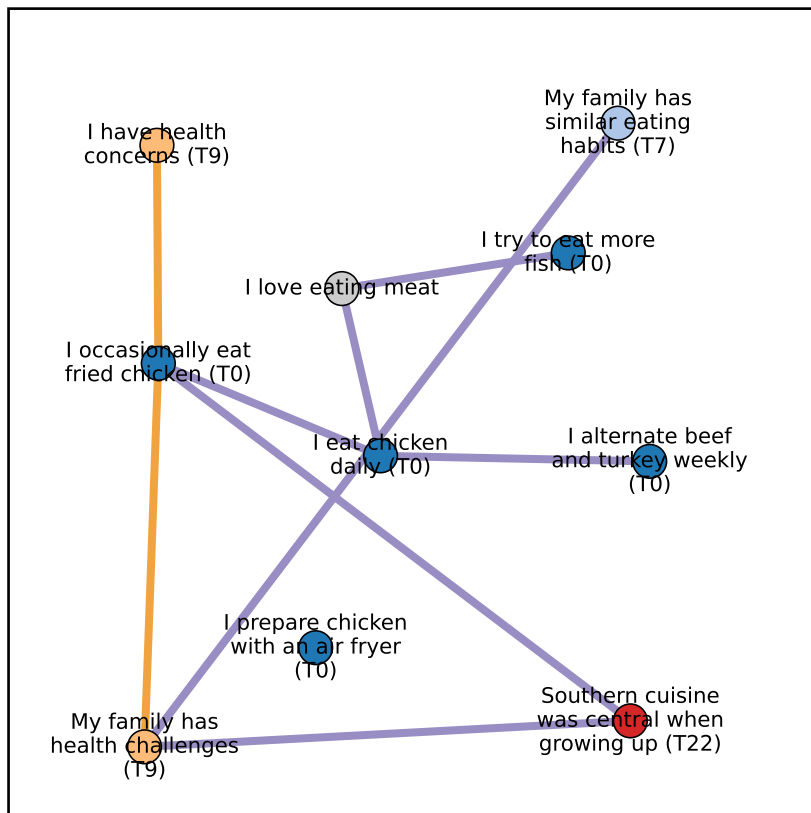 My family has
similar eating
habits (T7)
I have health
concerns (T9)
I try to eat more
fish (T0)
I love eating meat
I occasionally eat
fried chicken (T0)
I eat chicken
daily (T0)
I alternate beef
and turkey weekly
(T0)
I prepare chicken
with an air fryer
(T0)
My family has
health challenges
(T9)
Southern cuisine
was central when
growing up (T22)